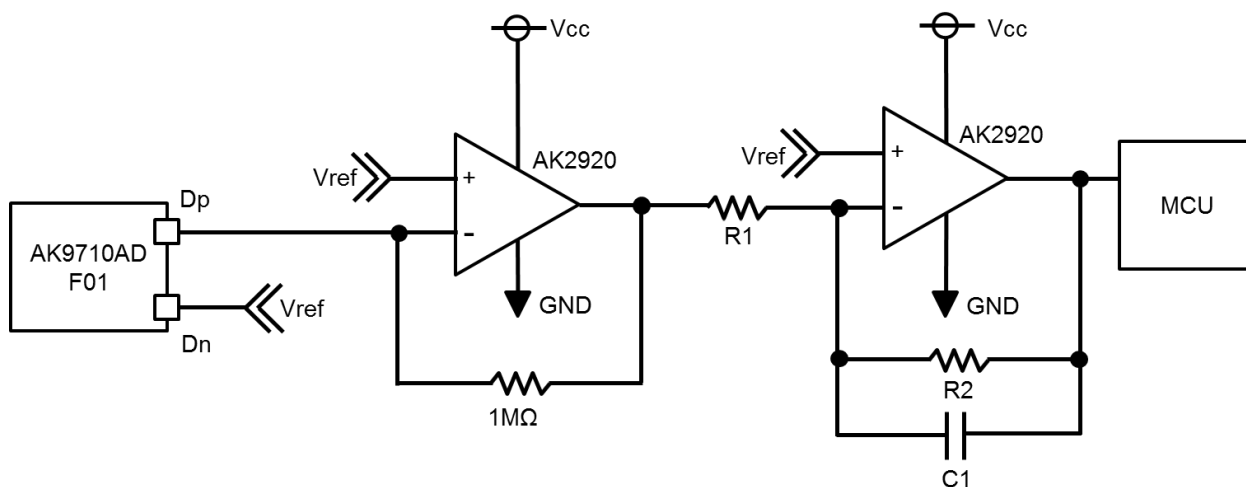 Vcc
Vcc
AK2920
AK2920
Vref
+
Vref
+
Dp
MCU
AK9710AD
F01
-
R1
-
Vref
GND
GND
Dn
R2
1MΩ
C1